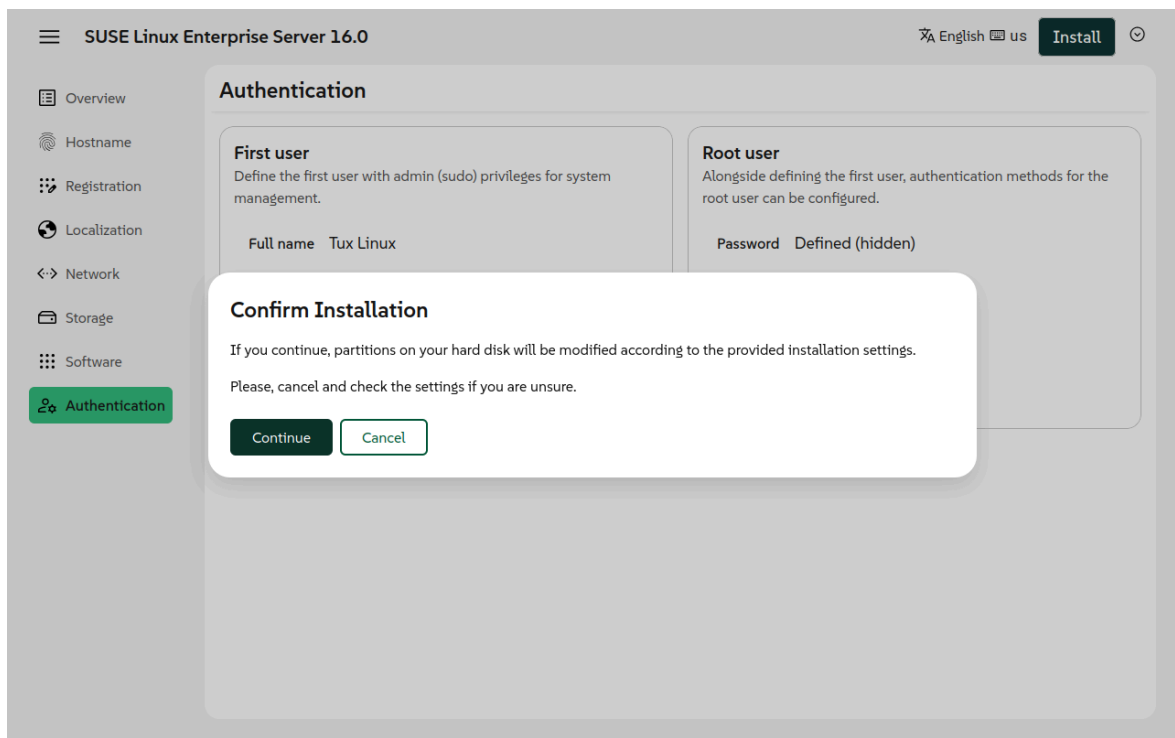 SUSE Linux Enterprise Server 16.0
English us Install
Overview
Hostname
Registration
Localization
Network
Storage
Software
Authentication
Authentication
First user
Define the first user with admin (sudo) privileges for system
management.
Full name Tux Linux
Root user
Alongside defining the first user, authentication methods for the
root user can be configured.
Password Defined (hidden)
Confirm Installation
If you continue, partitions on your hard disk will be modified according to the provided installation settings.
Please, cancel and check the settings if you are unsure.
Continue Cancel